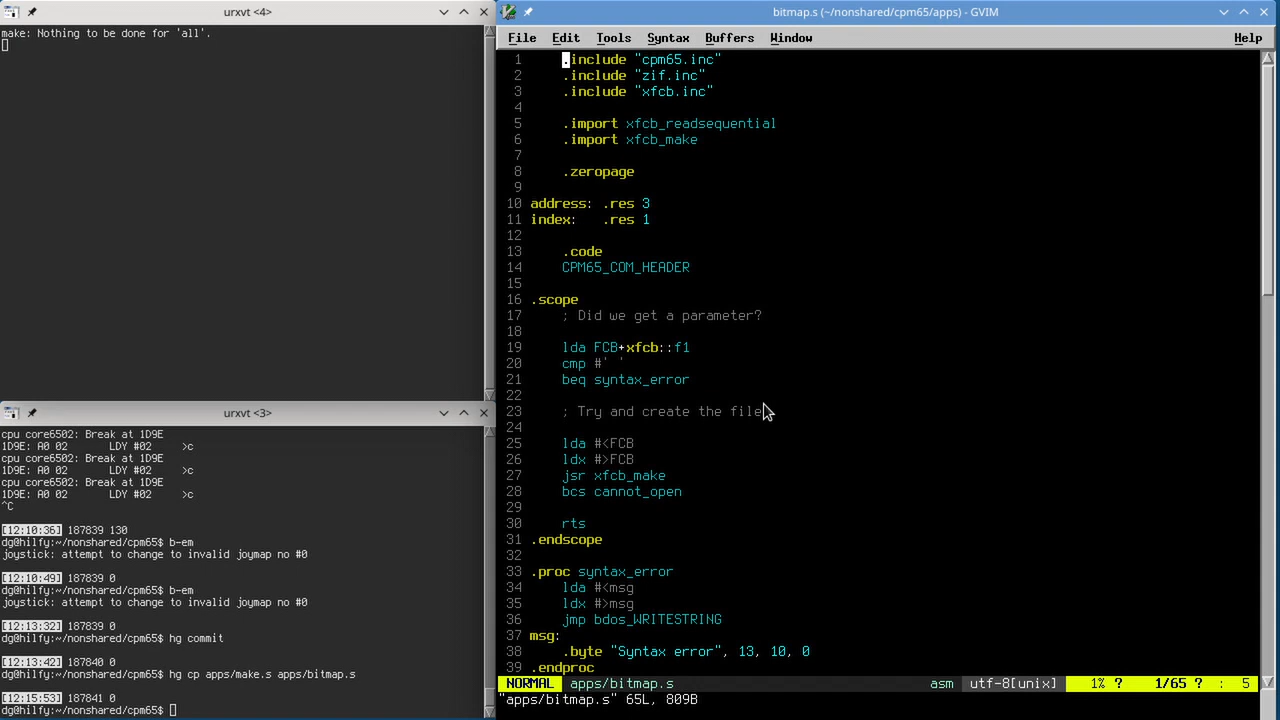 urxvt <4>
make: Nothing to be done for 'all'.
urxvt <3>
cpu core6502: Break at 1D9E
1D9E: A0 02 LDY #02 >c
cpu core6502: Break at 1D9E
1D9E: A0 02 LDY #02 >c
cpu core6502: Break at 1D9E
1D9E: A0 02 LDY #02 >c
^C
[12:10:36] 187839 130
dg@hilfy:~/nonshared/cpm65$ b-em
joystick: attempt to change to invalid joymap no #0
[12:10:49] 187839 0
dg@hilfy:~/nonshared/cpm65$ b-em
joystick: attempt to change to invalid joymap no #0
[12:13:32] 187839 0
dg@hilfy:~/nonshared/cpm65$ hg commit
[12:13:42] 187840 0
dg@hilfy:~/nonshared/cpm65$ hg cp apps/make.s apps/bitmap.s
[12:15:53] 187841 0
dg@hilfy:~/nonshared/cpm65$
bitmap.s (~/nonshared/cpm65/apps) - GVIM
File Edit Tools Syntax Buffers Window Help
1 .include "cpm65.inc"
2 .include "zif.inc"
3 .include "xfcb.inc"
4
5 .import xfcb_readsequential
6 .import xfcb_make
7
8 .zeropage
9
10 address: .res 3
11 index: .res 1
12
13 .code
14 CPM65_COM_HEADER
15
16 .scope
17 ; Did we get a parameter?
18
19 lda FCB+xfcb::f1
20 cmp #' '
21 beq syntax_error
22
23 ; Try and create the file
24
25 lda #<FCB
26 ldx #>FCB
27 jsr xfcb_make
28 bcs cannot_open
29
30 rts
31 .endscope
32
33 .proc syntax_error
34 lda #<msg
35 ldx #>msg
36 jmp bdos_WRITESTRING
37 msg:
38 .byte "Syntax error", 13, 10, 0
39 .endproc
NORMAL apps/bitmap.s asm utf-8[unix] 1% ? 1/65 ? : 5
"apps/bitmap.s" 65L, 809B